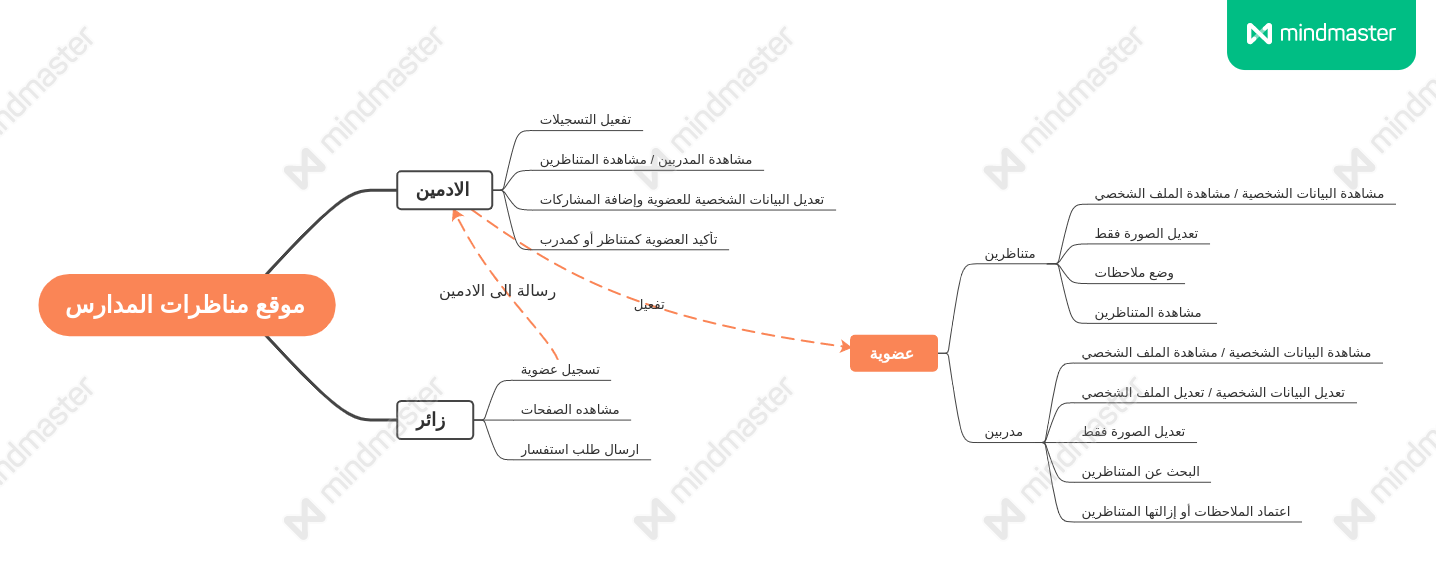 mindmaster
موقع مناظرات المدارس
الادمين
تفعيل التسجيلات
مشاهدة المدربين / مشاهدة المتناظرين
تعديل البيانات الشخصية للعضوية وإضافة المشاركات
تأكيد العضوية كمتناظر أو كمدرب
رسالة الى الادمين
تفعيل
زائر
تسجيل عضوية
مشاهده الصفحات
ارسال طلب استفسار
عضوية
متناظرين
مشاهدة البيانات الشخصية / مشاهدة الملف الشخصي
تعديل الصورة فقط
وضع ملاحظات
مشاهدة المتناظرين
مدربين
مشاهدة البيانات الشخصية / مشاهدة الملف الشخصي
تعديل البيانات الشخصية / تعديل الملف الشخصي
تعديل الصورة فقط
البحث عن المتناظرين
اعتماد الملاحظات أو إزالتها المتناظرين